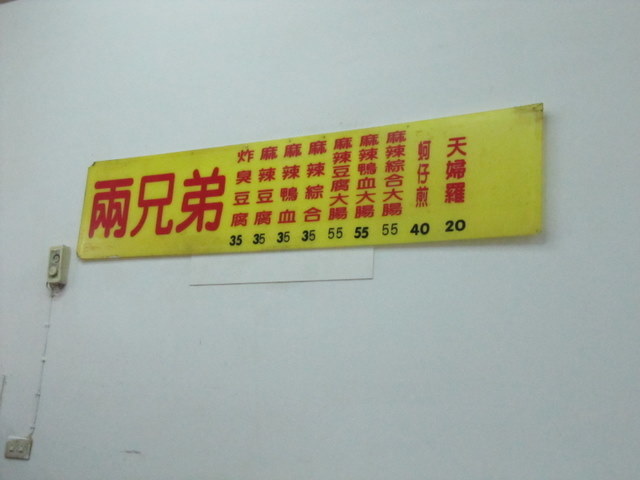 兩兄弟
炸臭豆腐 35
麻辣豆腐 35
麻辣鴨血 35
麻辣綜合 35
麻辣豆腐大腸 55
麻辣鴨血大腸 55
麻辣綜合大腸 55
蚵仔煎 40
天婦羅 20